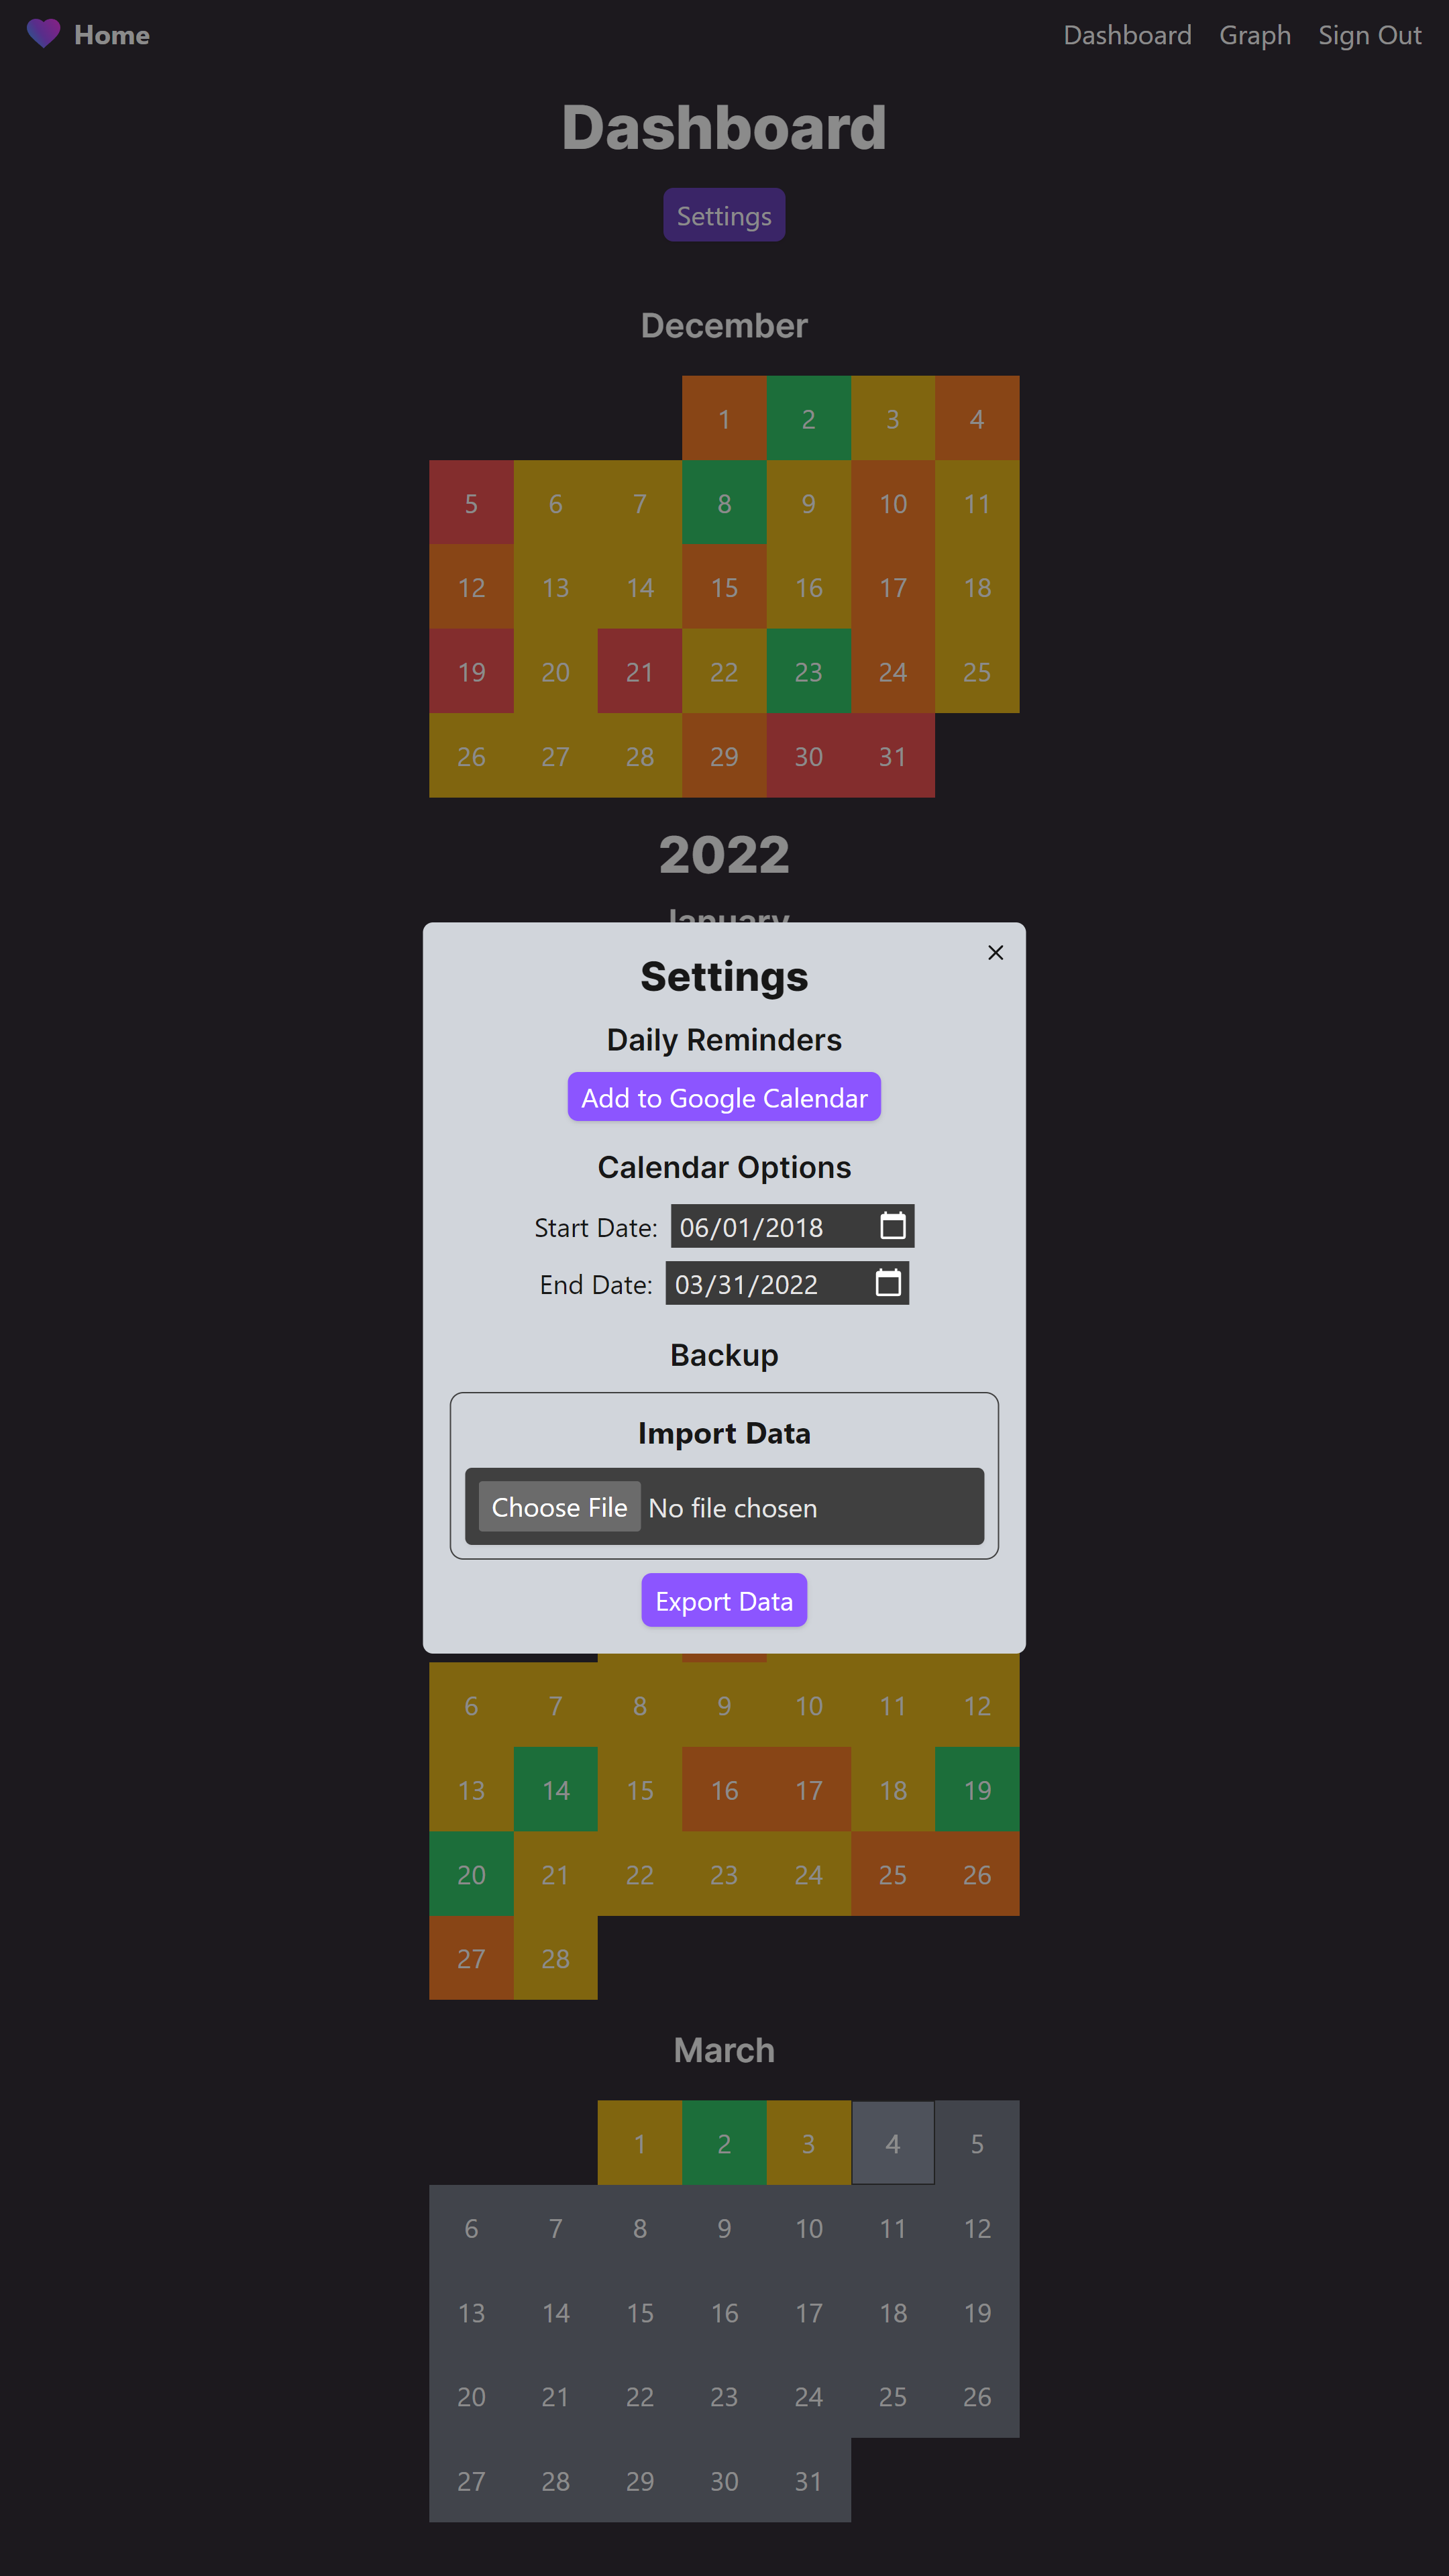 Home Dashboard Graph Sign Out
Dashboard
Settings
December
1 2 3 4
5 6 7 8 9 10 11
12 13 14 15 16 17 18
19 20 21 22 23 24 25
26 27 28 29 30 31
2022
January
Settings
Daily Reminders
Add to Google Calendar
Calendar Options
Start Date: 06/01/2018
End Date: 03/31/2022
Backup
Import Data
Choose File No file chosen
Export Data
6 7 8 9 10 11 12
13 14 15 16 17 18 19
20 21 22 23 24 25 26
27 28
March
1 2 3 4 5
6 7 8 9 10 11 12
13 14 15 16 17 18 19
20 21 22 23 24 25 26
27 28 29 30 31